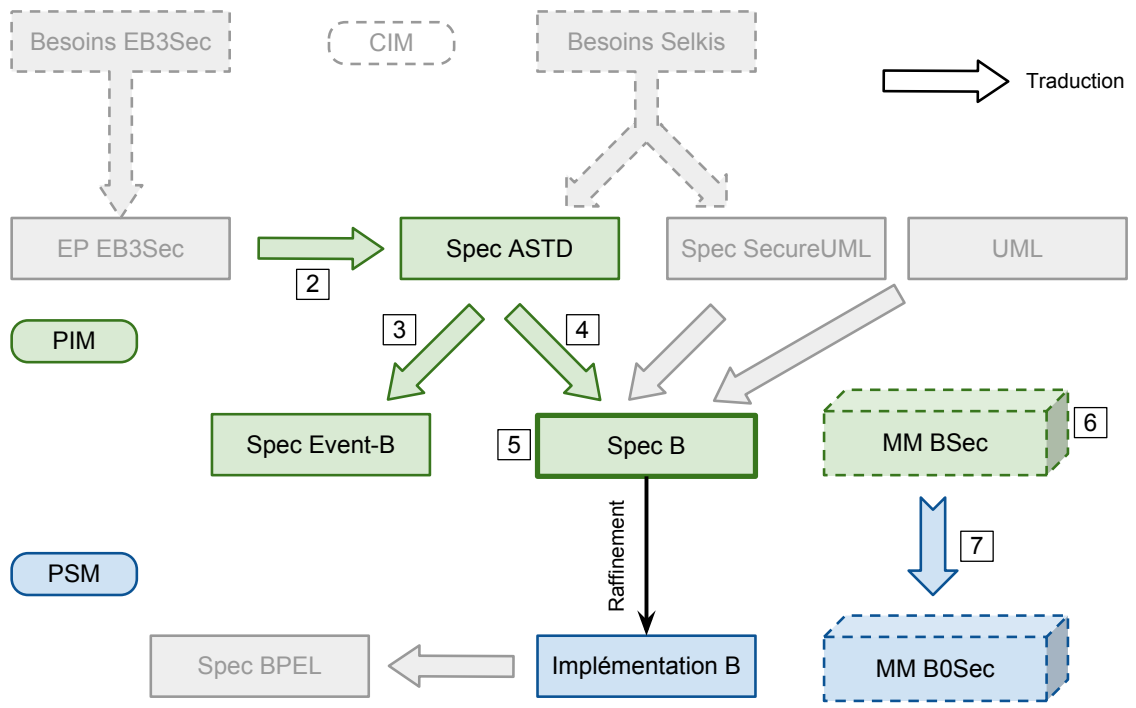 Besoins EB3Sec
CIM
Besoins Selkis
Traduction
EP EB3Sec
2
Spec ASTD
Spec SecureUML
UML
3
4
PIM
Spec Event-B
5
Spec B
MM BSec
6
Raffinement
7
PSM
Spec BPEL
Implémentation B
MM B0Sec